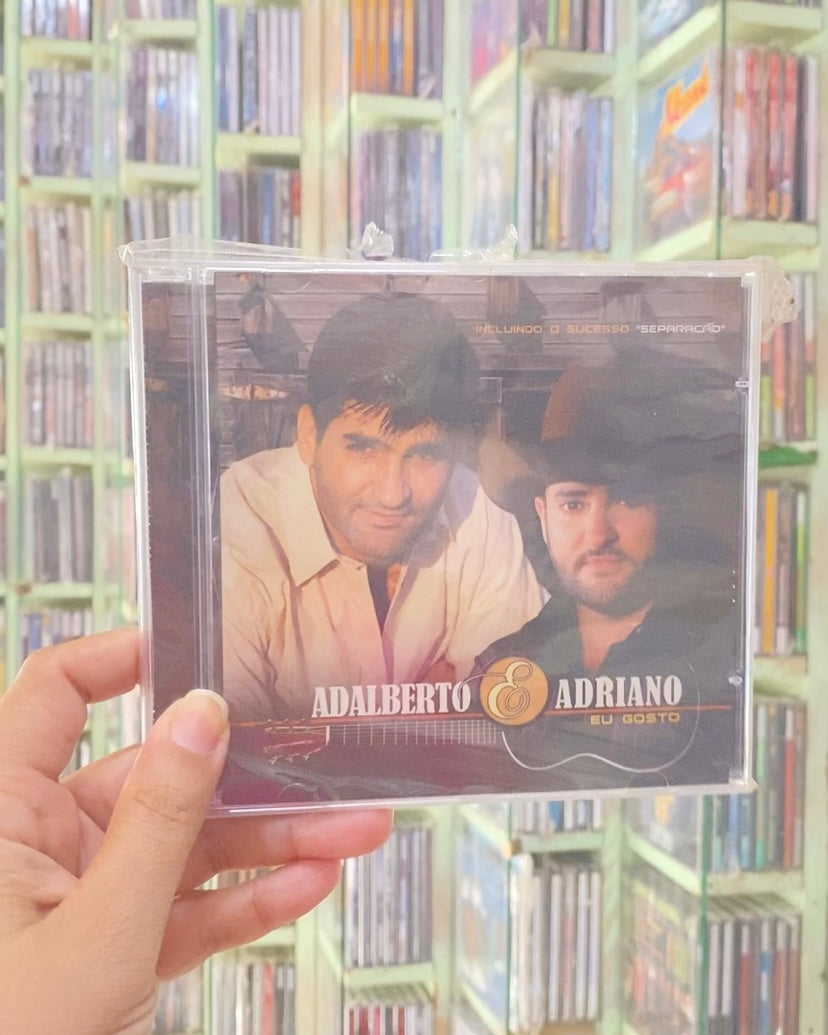 INCLUINDO O SUCESSO "SEPARAÇÃO"
ADALBERTO E ADRIANO
EU GOSTO